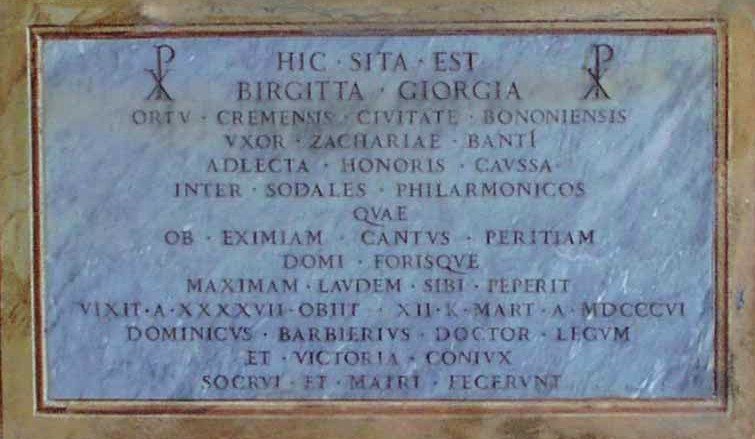 HIC · SITA · EST
BIRGITTA · GIORGIA
ORTV · CREMENSIS · CIVITATE · BONONIENSIS
VXOR · ZACHARIAE · BANTI
ADLECTA · HONORIS · CAVSSA ·
INTER · SODALES · PHILARMONICOS
QVAE
OB · EXIMIAM · CANTVS · PERITIAM
DOMI · FORISQVE
MAXIMAM · LAVDEM · SIBI · PEPERIT
VIXIT · A · XXXXVII · OBIIT · XII · K · MART · A · MDCCCVI
DOMINICVS · BARBIERIVS · DOCTOR · LEGVM
ET · VICTORIA · CONIVX
SOCRVI · ET · MATRI · FECERVNT